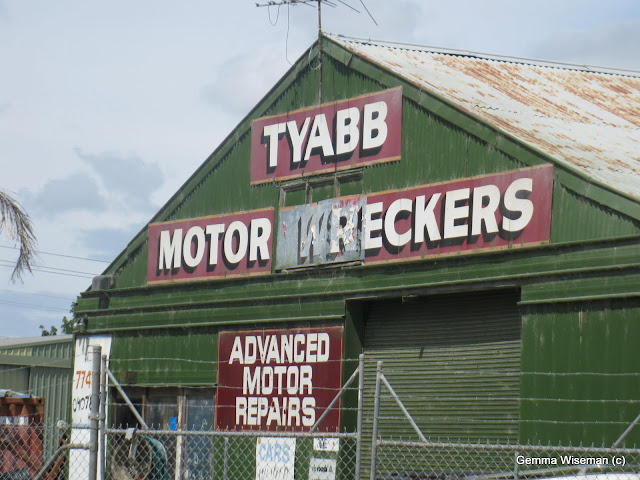 TYABB
MOTOR WRECKERS
ADVANCED
MOTOR
REPAIRS
CARS
Gemma Wiseman (c)